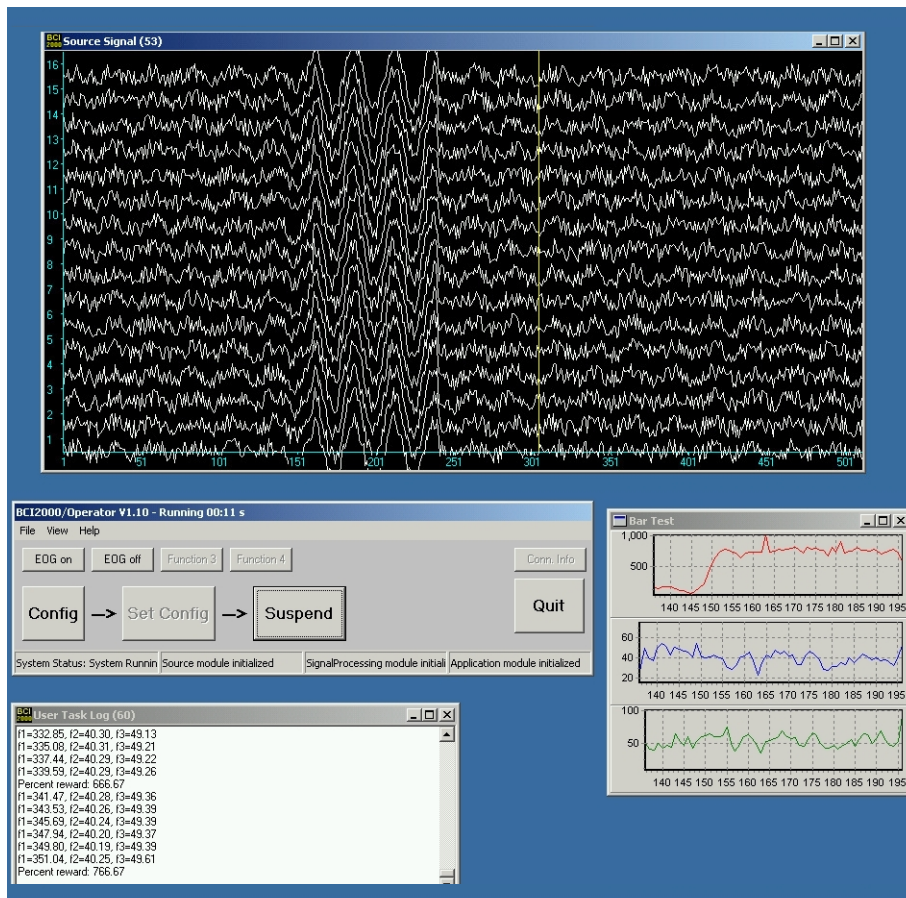 BCI 2000 Source Signal (53)
16
15
14
13
12
11
10
9
8
7
6
5
4
3
2
1
1 51 101 151 201 251 301 351 401 451 501
BCI2000/Operator V1.10 - Running 00:11 s
File View Help
EOG on EOG off Function 3 Function 4 Conn. Info
Config --> Set Config --> Suspend Quit
System Status: System Runnin Source module initialized SignalProcessing module initiali Application module initialized
Bar Test
1,000
500
140 145 150 155 160 165 170 175 180 185 190 195
60
40
20
140 145 150 155 160 165 170 175 180 185 190 195
100
50
140 145 150 155 160 165 170 175 180 185 190 195
BCI 2000 User Task Log (60)
f1=332.85, f2=40.30, f3=49.13
f1=335.08, f2=40.31, f3=49.21
f1=337.44, f2=40.29, f3=49.22
f1=339.59, f2=40.29, f3=49.26
Percent reward: 666.67
f1=341.47, f2=40.28, f3=49.36
f1=343.53, f2=40.26, f3=49.39
f1=345.69, f2=40.24, f3=49.39
f1=347.94, f2=40.20, f3=49.37
f1=349.80, f2=40.19, f3=49.39
f1=351.04, f2=40.25, f3=49.61
Percent reward: 766.67